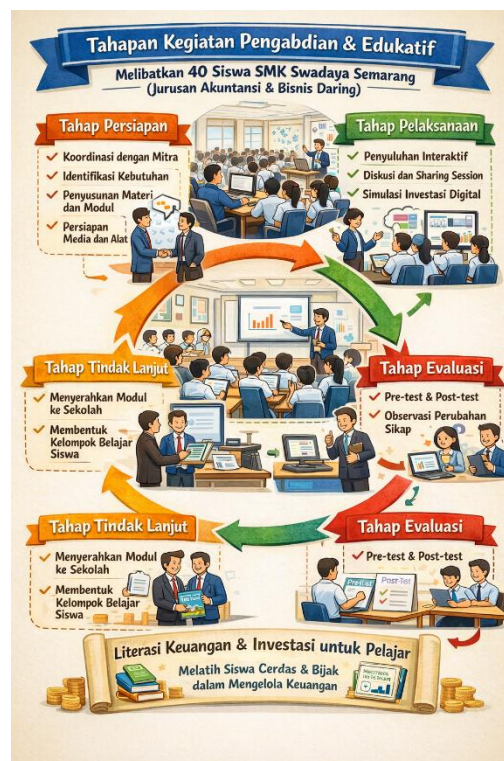 Tahapan Kegiatan Pengabdian & Edukatif
Melibatkan 40 Siswa SMK Swadaya Semarang
(Jurusan Akuntansi & Bisnis Daring)
Tahap Persiapan
Koordinasi dengan Mitra
Identifikasi Kebutuhan
Penyusunan Materi
dan Modul
Persiapan
Media dan Alat
Tahap Pelaksanaan
Penyuluhan Interaktif
Diskusi dan Sharing Session
Simulasi Investasi Digital
Tahap Tindak Lanjut
Menyerahkan Modul
ke Sekolah
Membentuk
Kelompok Belajar
Siswa
Tahap Evaluasi
Pre-test & Post-test
Observasi Perubahan
Sikap
Tahap Tindak Lanjut
Menyerahkan Modul
ke Sekolah
Membentuk
Kelompok Belajar
Siswa
Tahap Evaluasi
Pre-test & Post-test
Post-Test
Literasi Keuangan & Investasi untuk Pelajar
Melatih Siswa Cerdas & Bijak
dalam Mengelola Keuangan